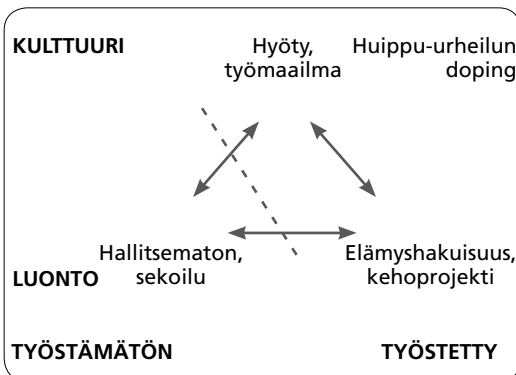 KULTTUURI
Hyöty,
työmaailma
Huippu-urheilun
doping
Hallitsematon,
sekoilu
Elämyshakuisuus,
kehoprojekti
LUONTO
TYÖSTÄMÄTÖN
TYÖSTETTY